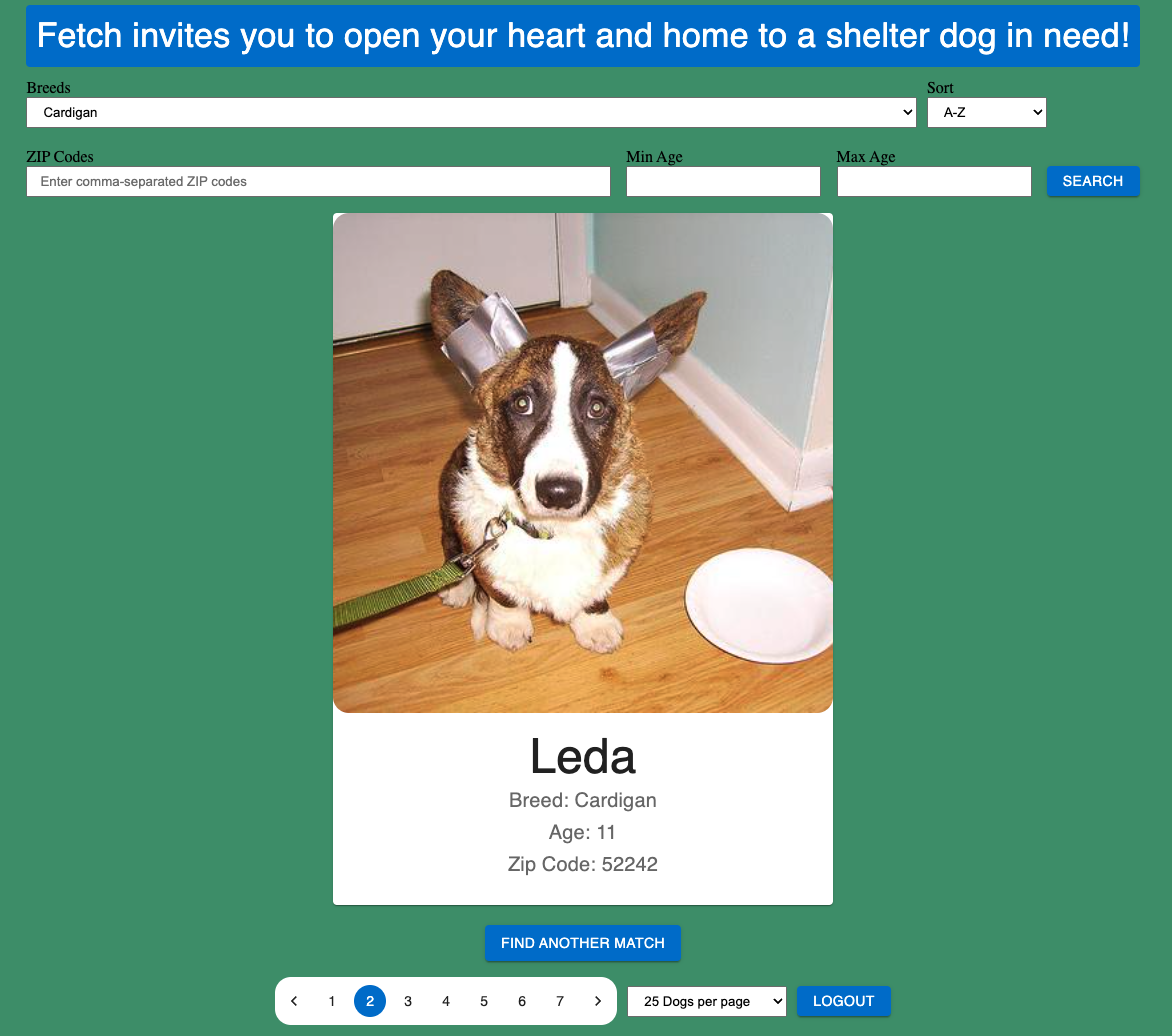 Fetch invites you to open your heart and home to a shelter dog in need!
Breeds Sort
Cardigan A-Z
ZIP Codes Min Age Max Age
Enter comma-separated ZIP codes SEARCH
Leda
Breed: Cardigan
Age: 11
Zip Code: 52242
FIND ANOTHER MATCH
1 2 3 4 5 6 7 25 Dogs per page LOGOUT